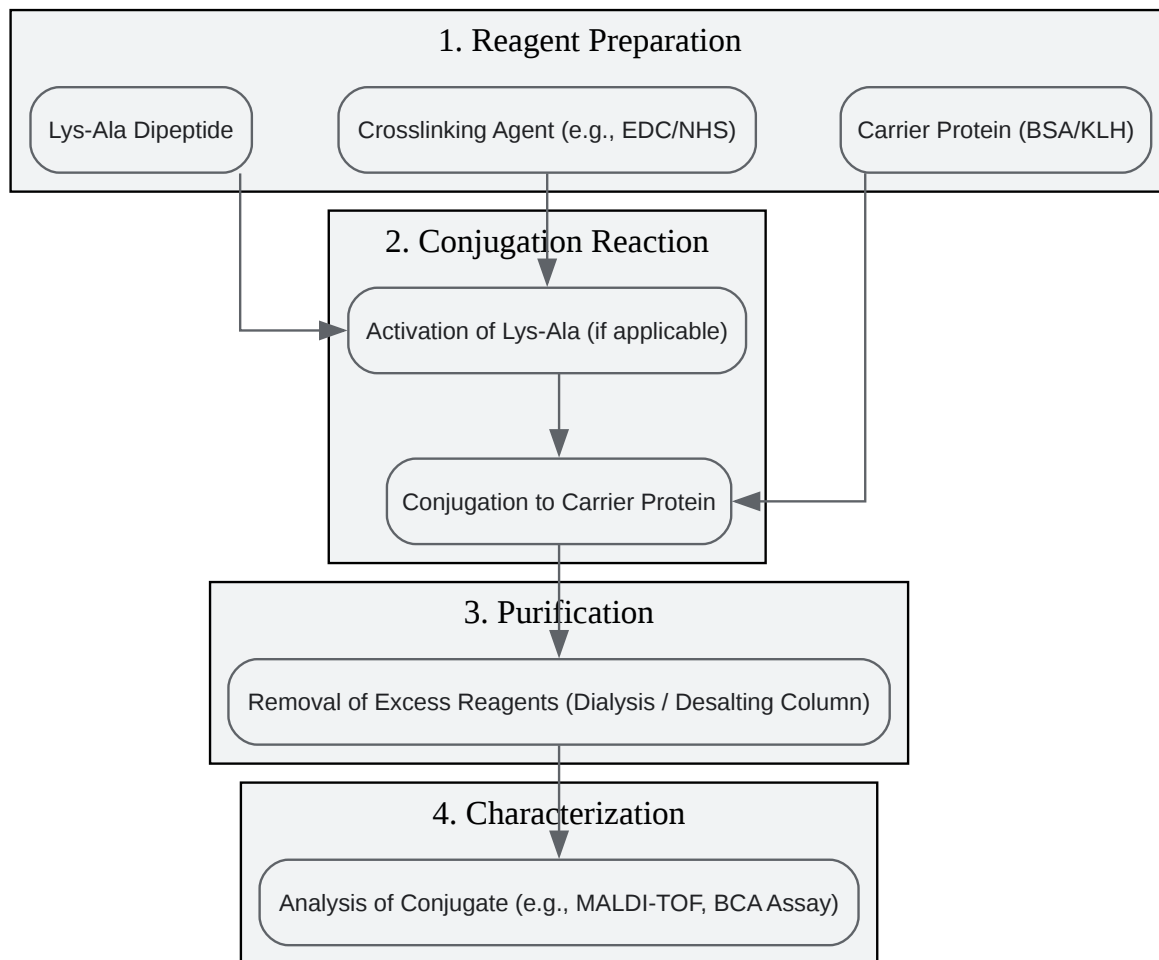 1. Reagent Preparation
Lys-Ala Dipeptide
Crosslinking Agent (e.g., EDC/NHS)
Carrier Protein (BSA/KLH)
2. Conjugation Reaction
Activation of Lys-Ala (if applicable)
Conjugation to Carrier Protein
3. Purification
Removal of Excess Reagents (Dialysis / Desalting Column)
4. Characterization
Analysis of Conjugate (e.g., MALDI-TOF, BCA Assay)